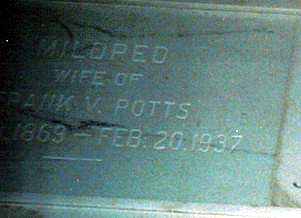 MILDRED
WIFE OF
FRANK V. POTTS
1869 — FEB. 20. 1937